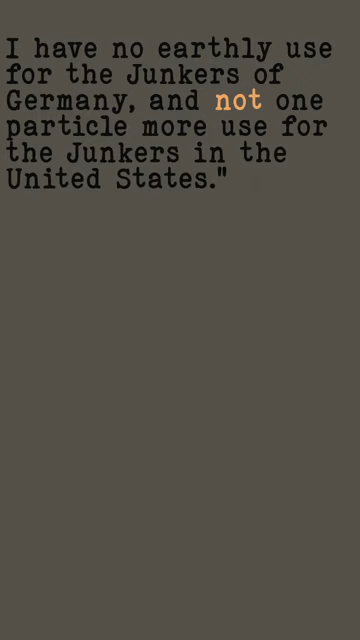 I have no earthly use
for the Junkers of
Germany, and not one
particle more use for
the Junkers in the
United States."